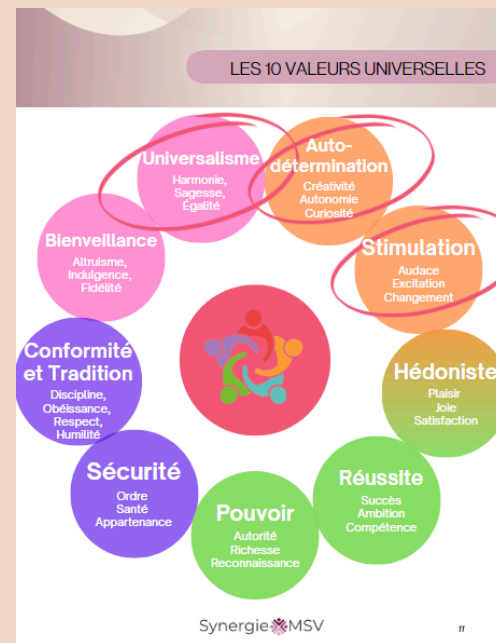 LES 10 VALEURS UNIVERSELLES
Universalisme
Harmonie,
Sagesse,
Égalité
Auto-
détermination
Créativité
Autonomie
Curiosité
Stimulation
Audace
Excitation
Changement
Hédoniste
Plaisir
Joie
Satisfaction
Réussite
Succès
Ambition
Compétence
Pouvoir
Autorité
Richesse
Reconnaissance
Sécurité
Ordre
Santé
Appartenance
Conformité
et Tradition
Discipline,
Obéissance,
Respect,
Humilité
Bienveillance
Altruisme,
Indulgence,
Fidélité
Synergie MSV
11